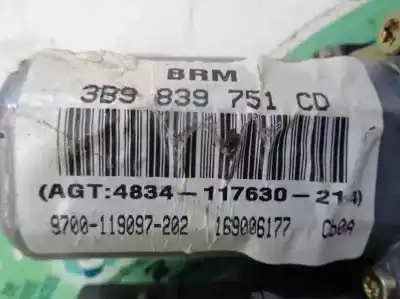 BRM
3B9 839 751 CD
(AGT:4834-117630-214)
9700-119097-202 169006177 Cb0A